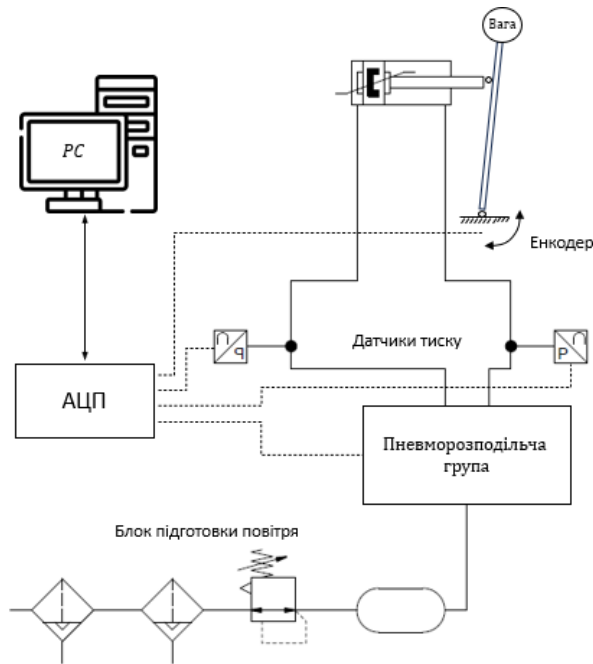 Вага
PC
Енкодер
Датчики тиску
q
P
АЦП
Пневморозподільча
група
Блок підготовки повітря